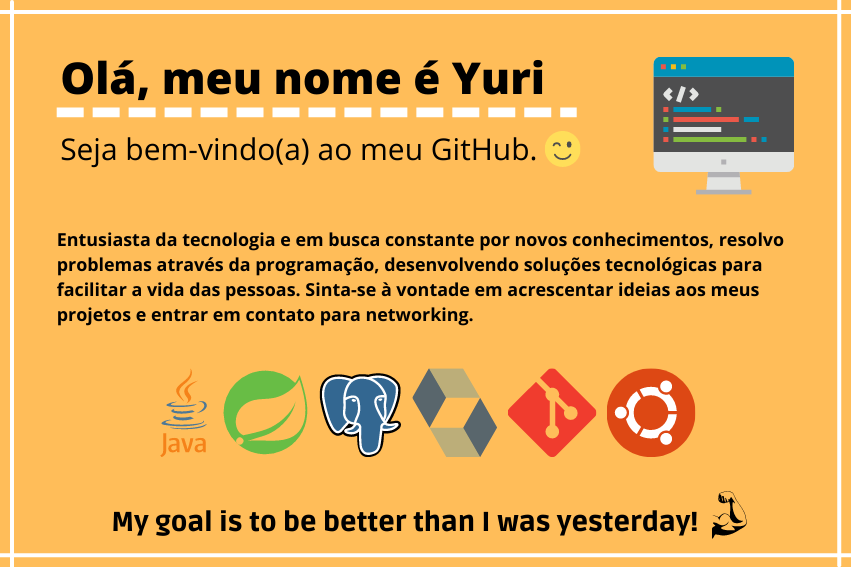 Olá, meu nome é Yuri
Seja bem-vindo(a) ao meu GitHub.
</>
Entusiasta da tecnologia e em busca constante por novos conhecimentos, resolvo
problemas através da programação, desenvolvendo soluções tecnológicas para
facilitar a vida das pessoas. Sinta-se à vontade em acrescentar ideias aos meus
projetos e entrar em contato para networking.
Java
My goal is to be better than I was yesterday!